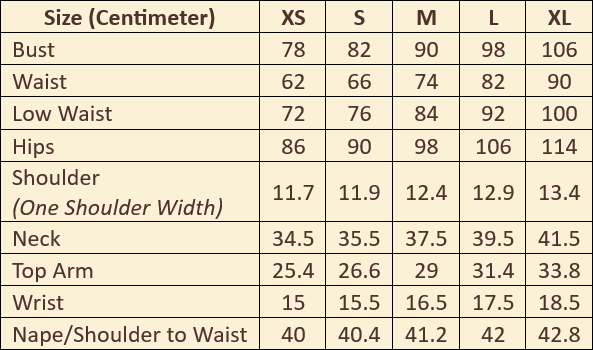 Size (Centimeter) XS S M L XL
Bust 78 82 90 98 106
Waist 62 66 74 82 90
Low Waist 72 76 84 92 100
Hips 86 90 98 106 114
Shoulder
(One Shoulder Width) 11.7 11.9 12.4 12.9 13.4
Neck 34.5 35.5 37.5 39.5 41.5
Top Arm 25.4 26.6 29 31.4 33.8
Wrist 15 15.5 16.5 17.5 18.5
Nape/Shoulder to Waist 40 40.4 41.2 42 42.8